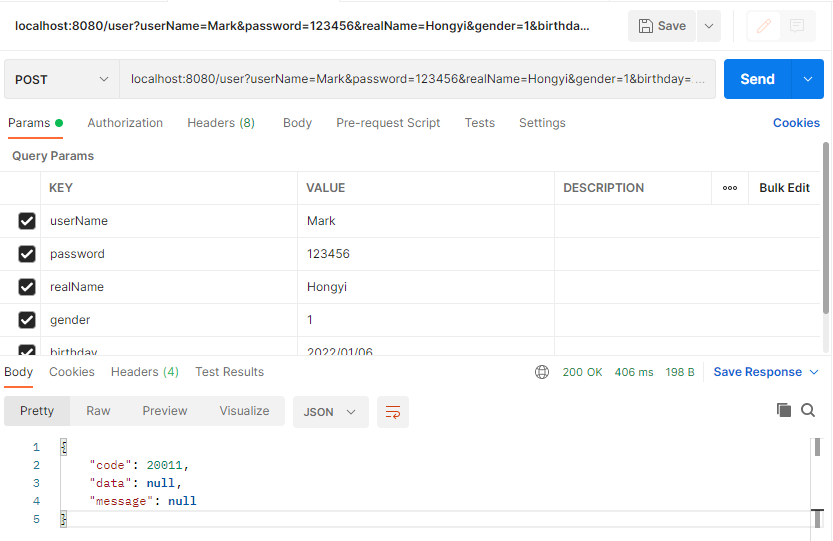 localhost:8080/user?userName=Mark&password=123456&realName=Hongyi&gender=1&birthda... Save
POST localhost:8080/user?userName=Mark&password=123456&realName=Hongyi&gender=1&birthday=... Send
Params Authorization Headers (8) Body Pre-request Script Tests Settings Cookies
Query Params
KEY VALUE DESCRIPTION ooo Bulk Edit
userName Mark
password 123456
realName Hongyi
gender 1
birthday 2022/01/06
Body Cookies Headers (4) Test Results 200 OK 406 ms 198 B Save Response
Pretty Raw Preview Visualize JSON
1 {
2 "code": 20011,
3 "data": null,
4 "message": null
5 }